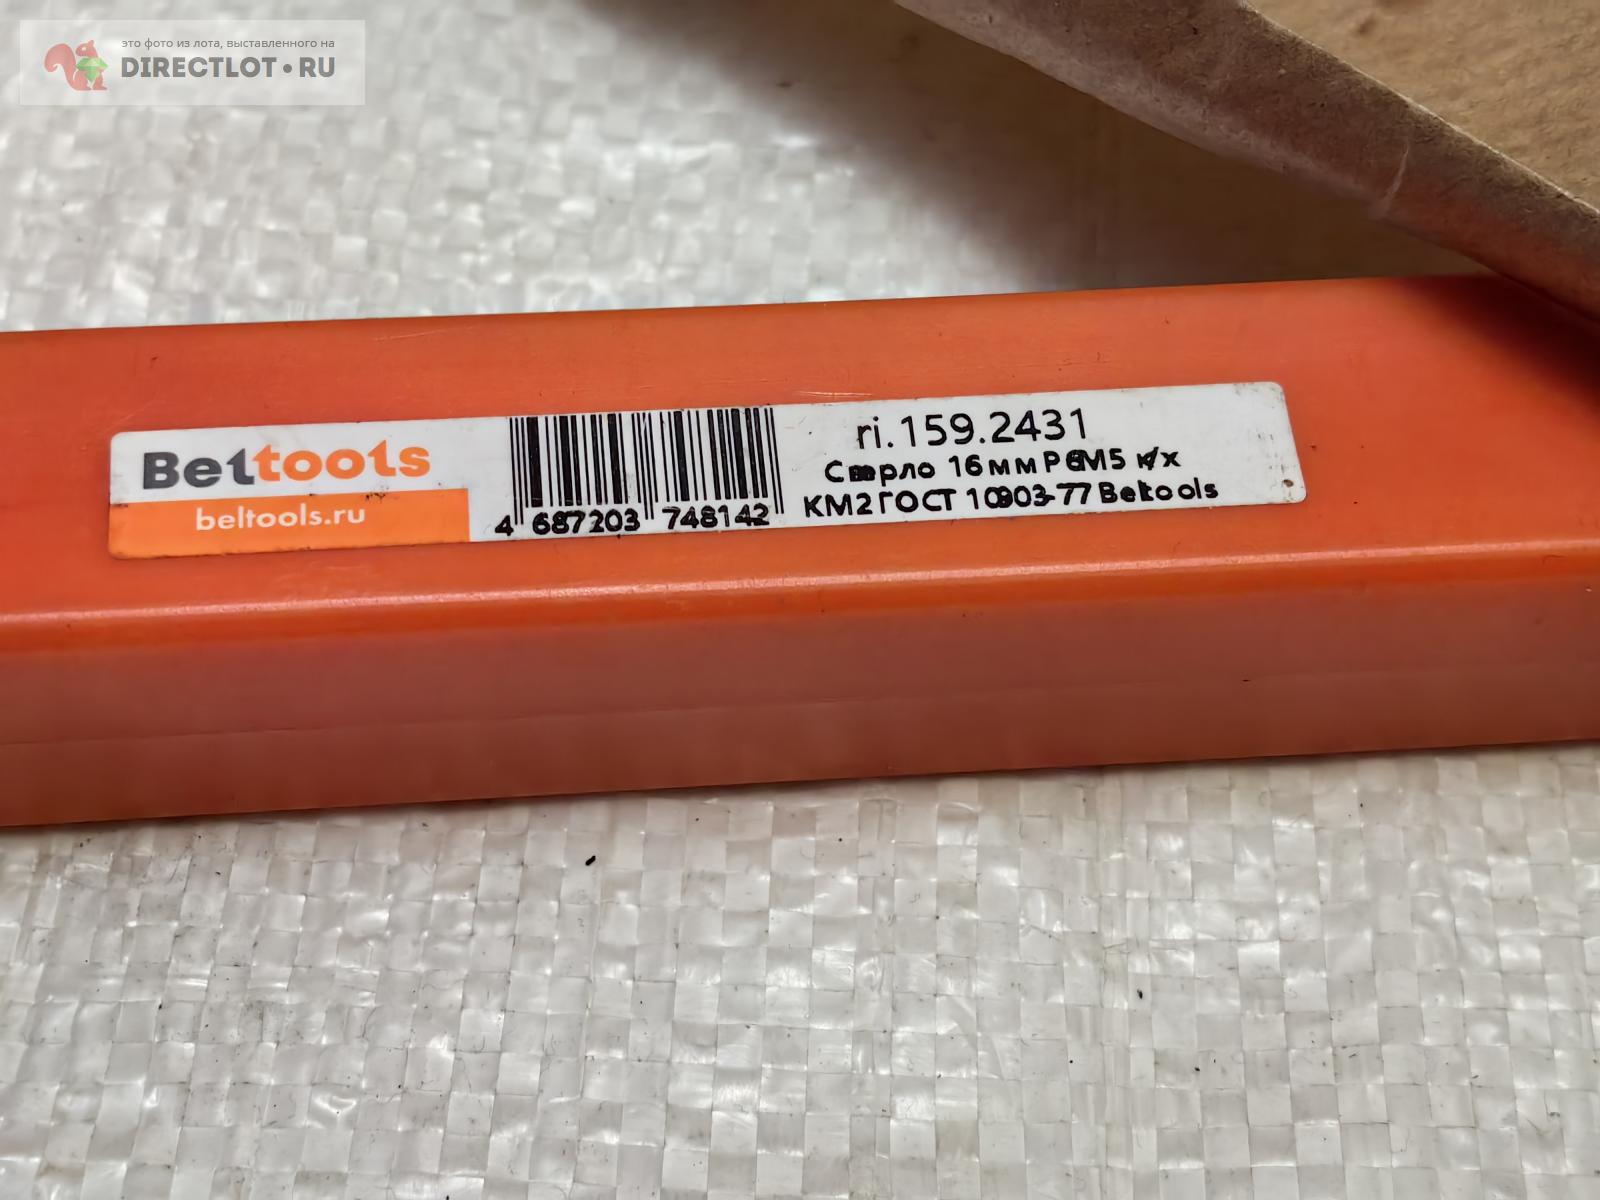 это фото из лота, выставленного на
DIRECTLOT.RU
Beltools
beltools.ru
4 687203 748142
ri.159.2431
Сверло 16 мм Р6М5 к/х
КМ2 ГОСТ 10903-77 Beltools